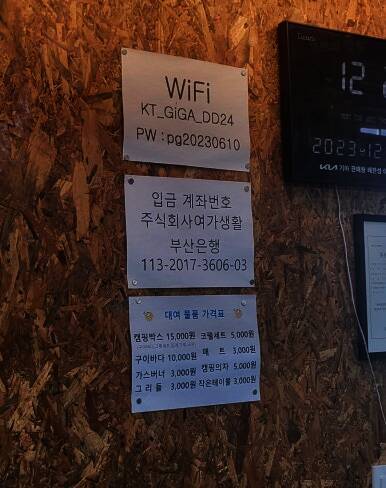 WiFi
KT_GiGA_DD24
PW : pg20230610
입금 계좌번호
주식회사여가생활
부산은행
113-2017-3606-03
대여 물품 가격표
캠핑박스 15,000원 코펠세트 5,000원
구이바다 10,000원 매 트 3,000원
가스버너 3,000원 캠핑의자 5,000원
그 리 들 3,000원 작은테이블 3,000원
12
2023-12
KIA 기아